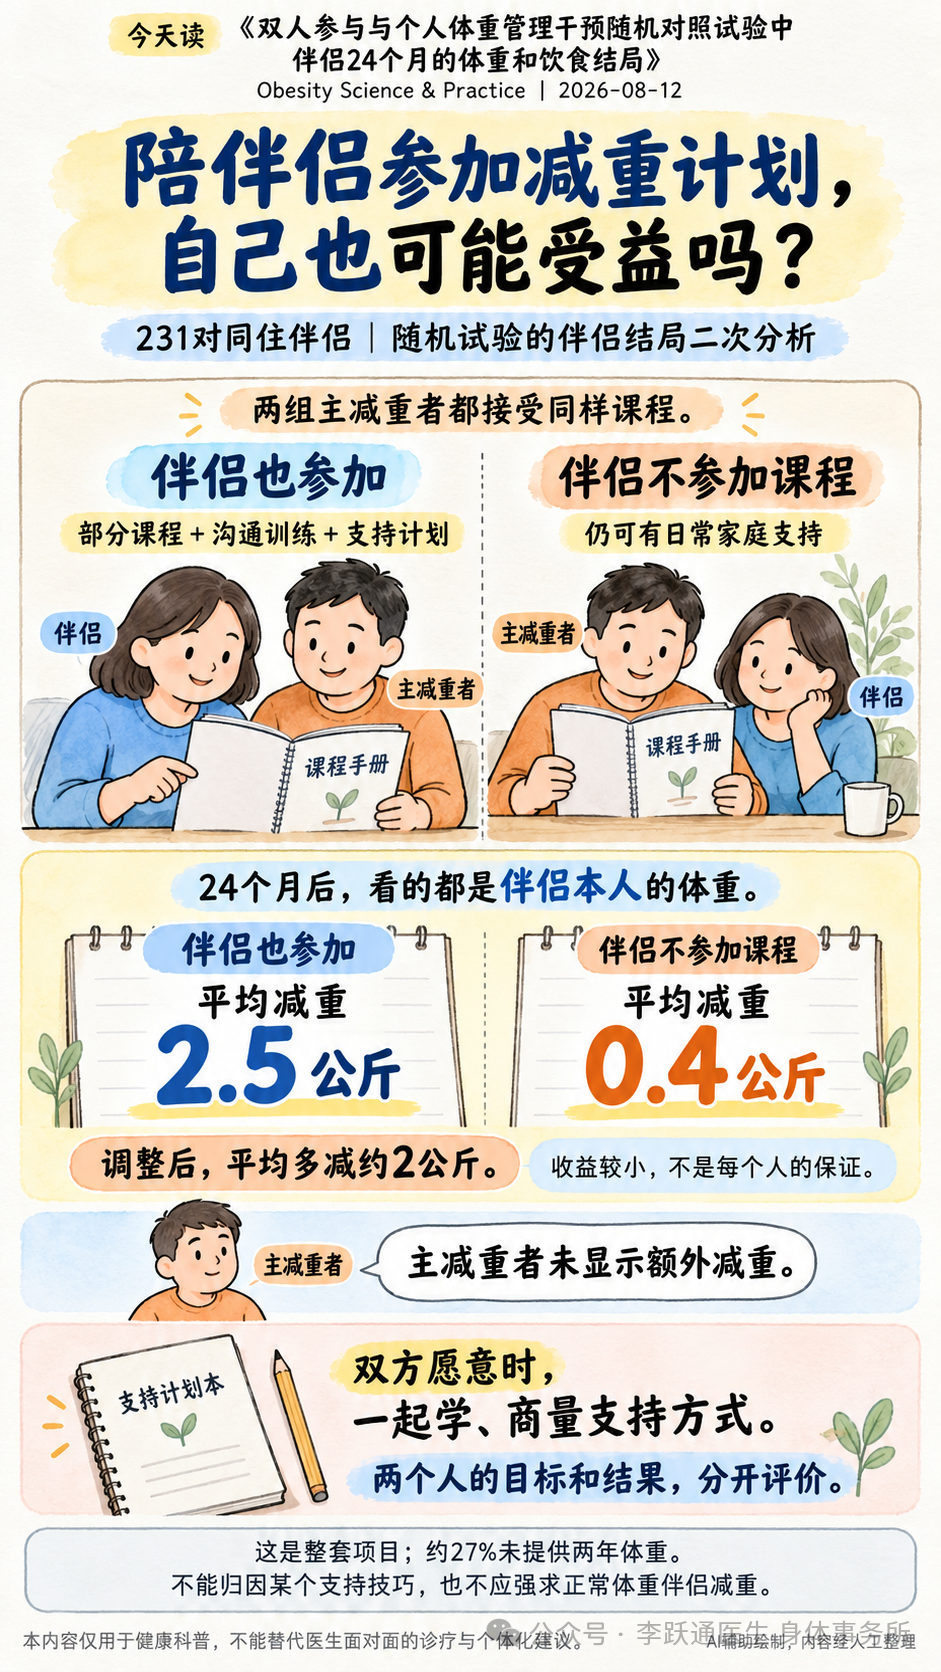 今天读
《双人参与与个人体重管理干预随机对照试验中
伴侣24个月的体重和饮食结局》
Obesity Science & Practice | 2026-08-12
陪伴侣参加减重计划，
自己也可能受益吗？
231对同住伴侣｜随机试验的伴侣结局二次分析
两组主减重者都接受同样课程。
伴侣也参加
部分课程＋沟通训练＋支持计划
伴侣
主减重者
课程手册
伴侣不参加课程
仍可有日常家庭支持
主减重者
伴侣
课程手册
24个月后，看的都是伴侣本人的体重。
伴侣也参加
平均减重
2.5公斤
伴侣不参加课程
平均减重
0.4公斤
调整后，平均多减约2公斤。
收益较小，不是每个人的保证。
主减重者
主减重者未显示额外减重。
支持计划本
双方愿意时，
一起学、商量支持方式。
两个人的目标和结果，分开评价。
这是整套项目；约27%未提供两年体重。
不能归因某个支持技巧，也不应强求正常体重伴侣减重。
本内容仅用于健康科普，不能替代医生面对面的诊疗与个体化建议。
AI辅助绘制，内容经人工整理
公众号 · 李跃通医生 身体事务所